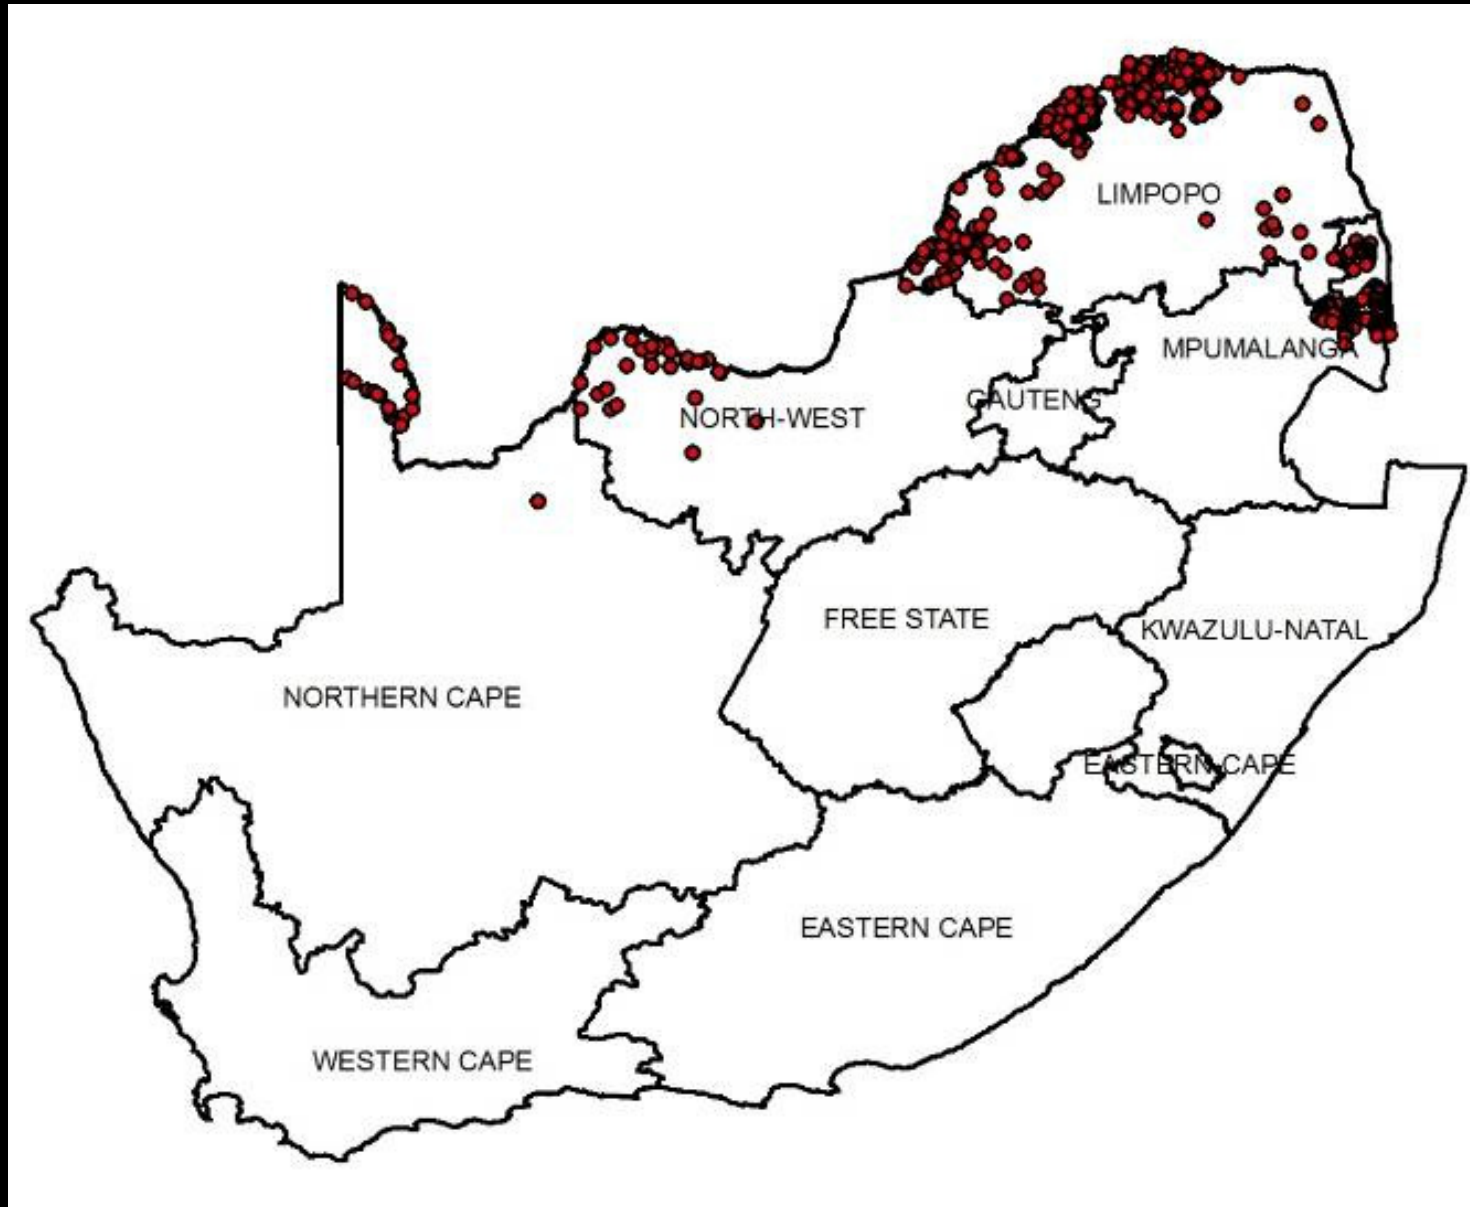 LIMPOPO
MPUMALANGA
GAUTENG
NORTH-WEST
FREE STATE
KWAZULU-NATAL
NORTHERN CAPE
EASTERN CAPE
EASTERN CAPE
WESTERN CAPE